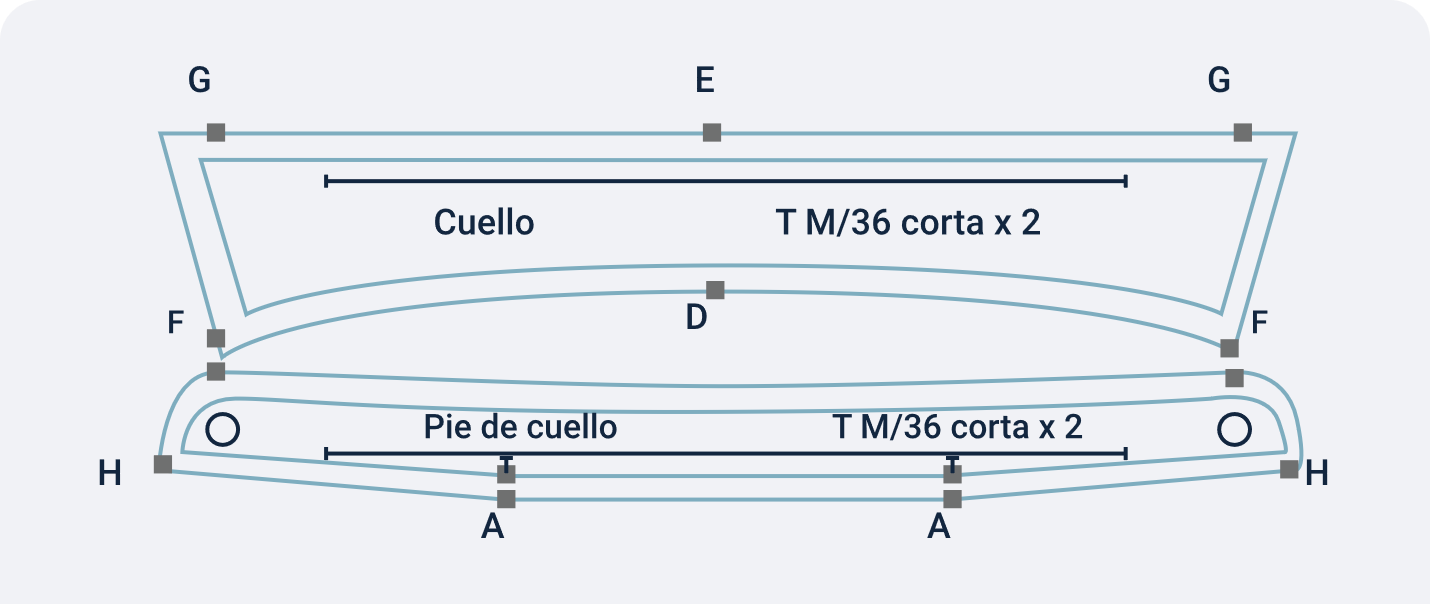 G E G
Cuello T M/36 corta x 2
D
F F
Pie de cuello T M/36 corta x 2
H H
A A